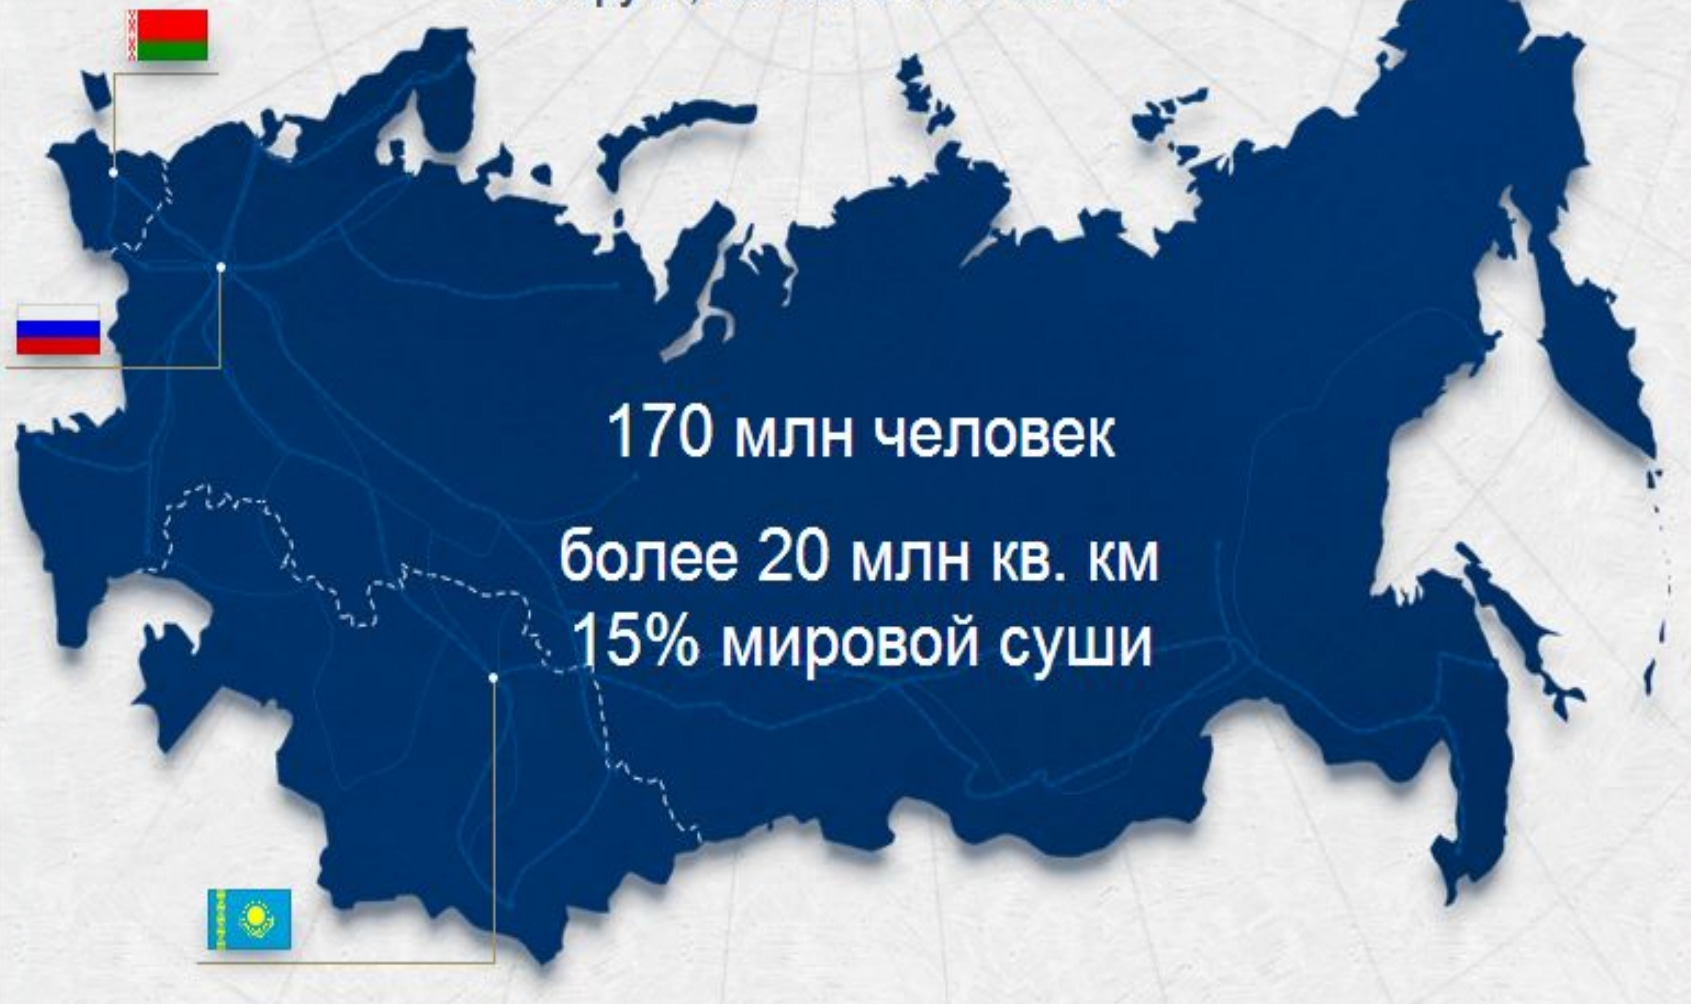 170 млн человек
более 20 млн кв. км
15% мировой суши